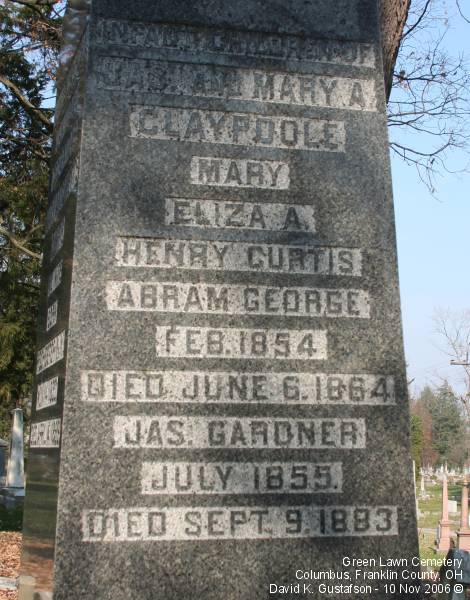 INFANT CHILDREN OF
AND MARY A.
CLAYPOOLE
MARY
ELIZA A.
HENRY CURTIS
ABRAM GEORGE
FEB. 1854
DIED JUNE 6. 1864
JAS. GARDNER
JULY 1855.
DIED SEPT. 9. 1883
Green Lawn Cemetery
Columbus, Franklin County, OH
David K. Gustafson - 10 Nov 2006 ©